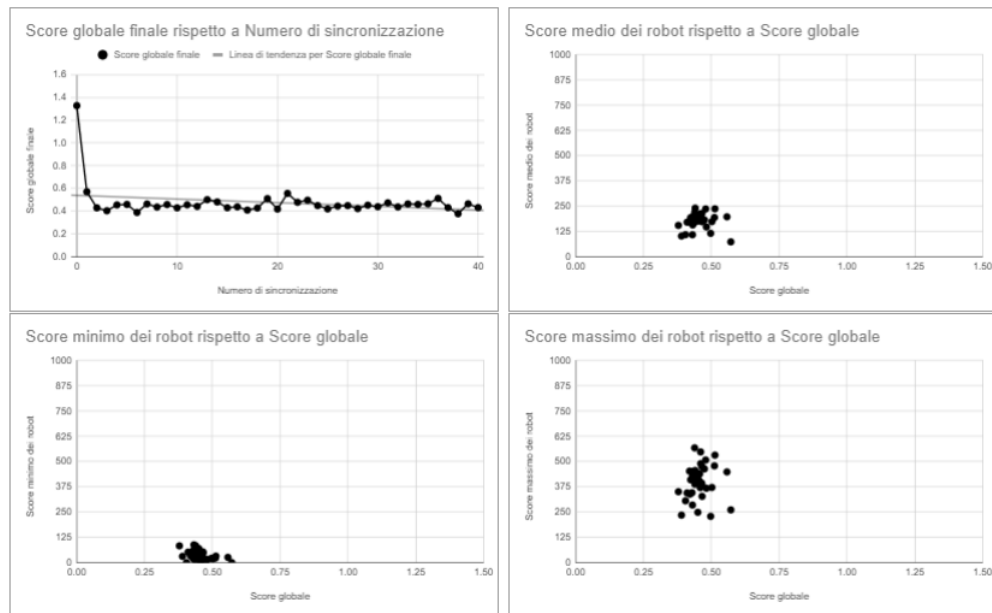 Score globale finale rispetto a Numero di sincronizzazione
Score globale finale
Linea di tendenza per Score globale finale
Score globale finale
1.6
1.4
1.2
1.0
0.8
0.6
0.4
0.2
0.0
0 10 20 30 40
Numero di sincronizzazione
Score medio dei robot rispetto a Score globale
Score medio dei robot
1000
875
750
625
500
375
250
125
0
0.00 0.25 0.50 0.75 1.00 1.25 1.50
Score globale
Score minimo dei robot rispetto a Score globale
Score minimo dei robot
1000
875
750
625
500
375
250
125
0
0.00 0.25 0.50 0.75 1.00 1.25 1.50
Score globale
Score massimo dei robot rispetto a Score globale
Score massimo dei robot
1000
875
750
625
500
375
250
125
0
0.00 0.25 0.50 0.75 1.00 1.25 1.50
Score globale